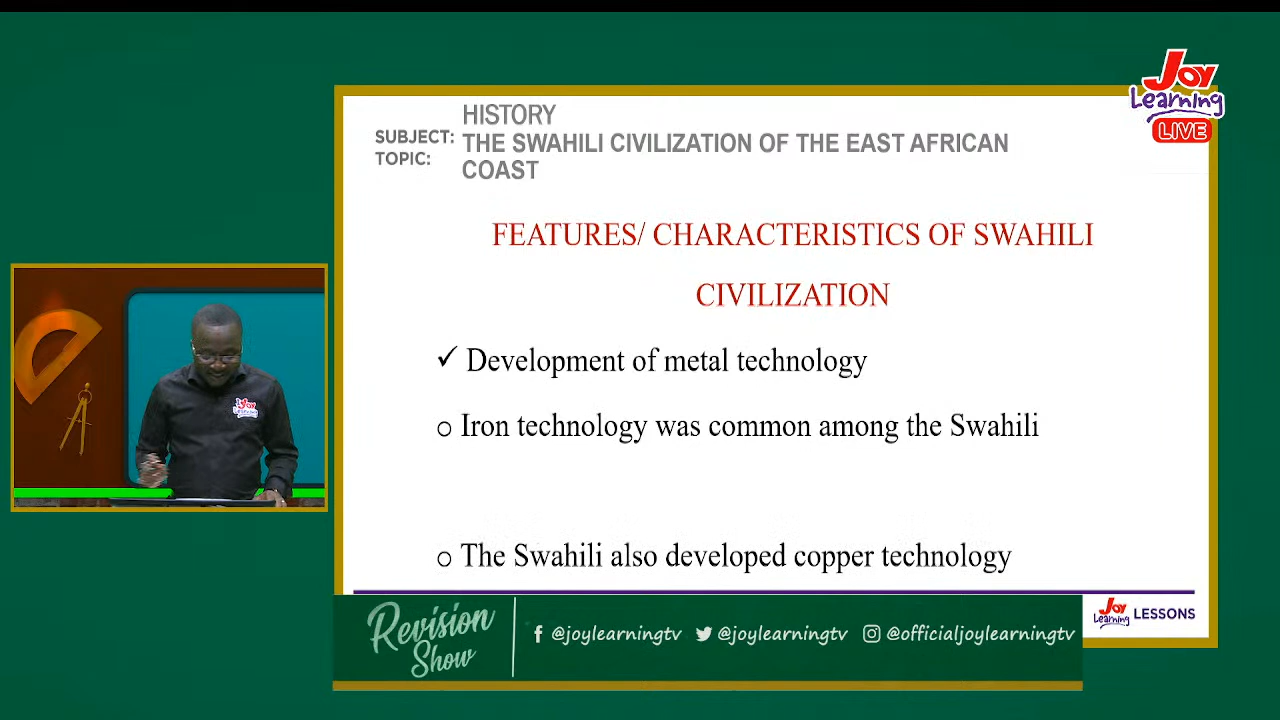 Joy
Learning
LIVE
HISTORY
SUBJECT: THE SWAHILI CIVILIZATION OF THE EAST AFRICAN
TOPIC: COAST
FEATURES/ CHARACTERISTICS OF SWAHILI
CIVILIZATION
✓ Development of metal technology
o Iron technology was common among the Swahili
o The Swahili also developed copper technology
Joy
Learning
Revision
Show
@joylearningtv @joylearningtv @officialjoylearningtv
Joy
Learning LESSONS